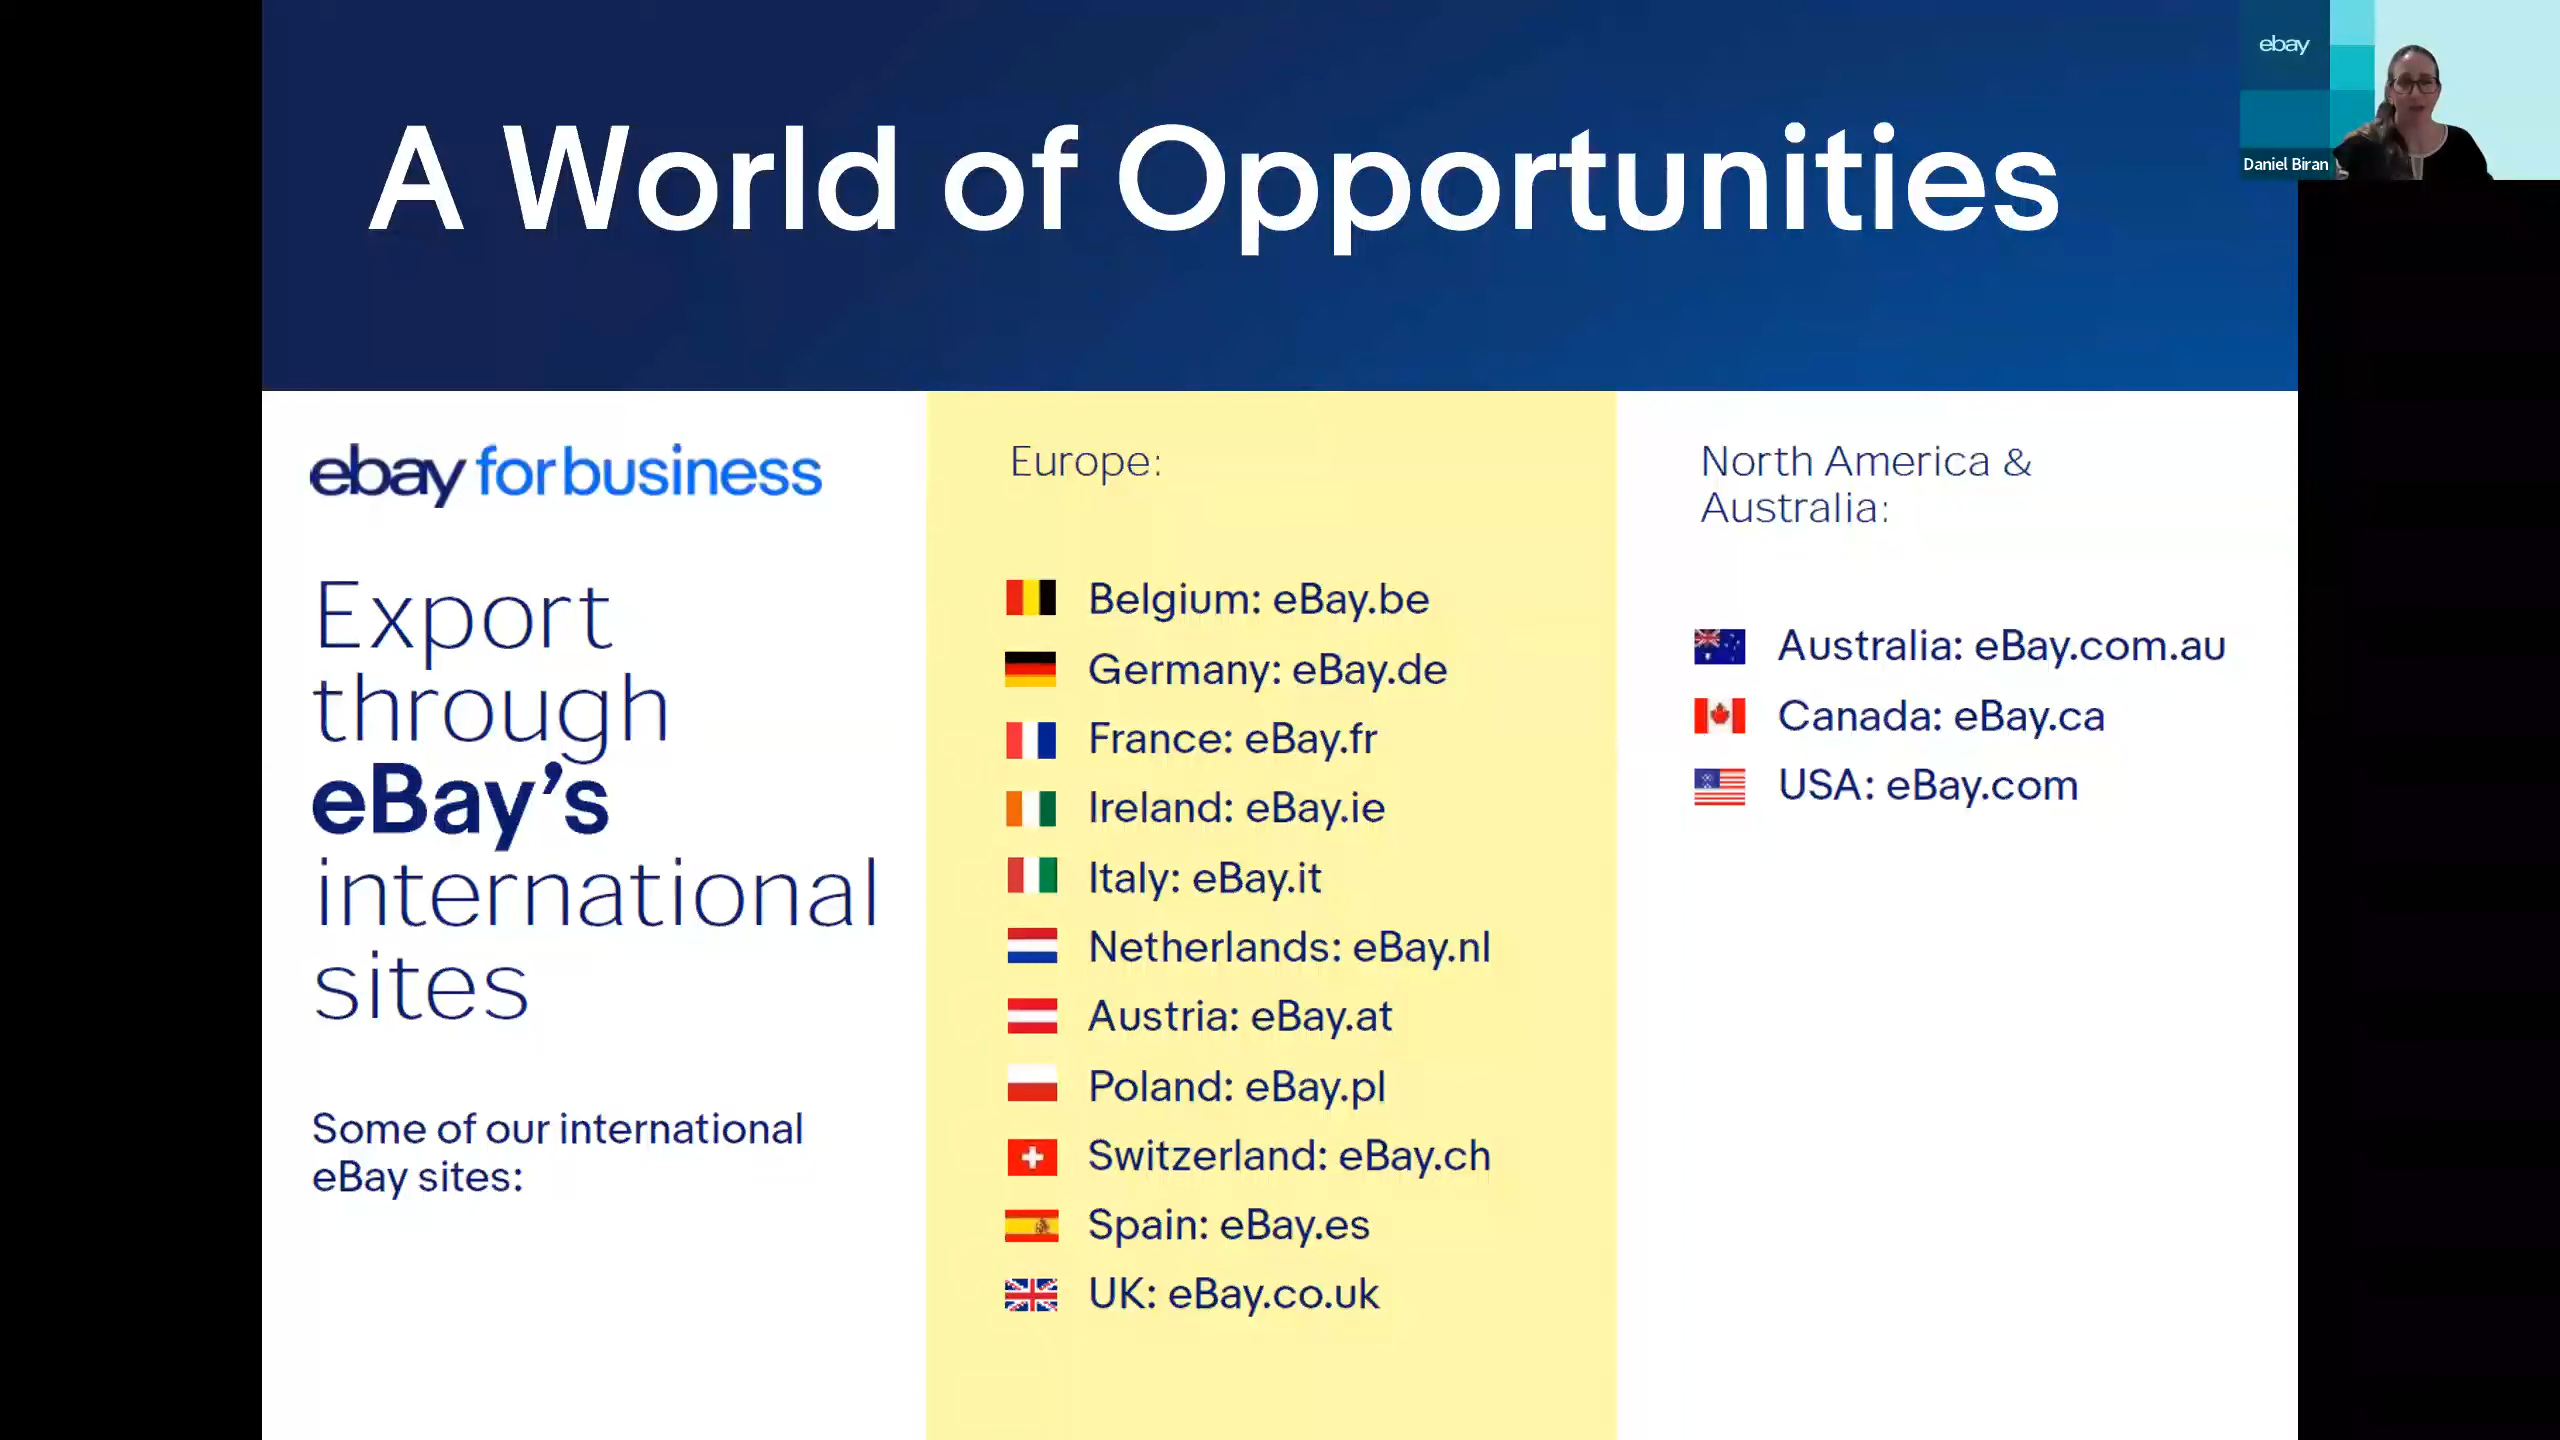 A World of Opportunities
ebay
Daniel Biran
ebay for business
Export
through
eBay’s
international
sites
Some of our international
eBay sites:
Europe:
Belgium: eBay.be
Germany: eBay.de
France: eBay.fr
Ireland: eBay.ie
Italy: eBay.it
Netherlands: eBay.nl
Austria: eBay.at
Poland: eBay.pl
Switzerland: eBay.ch
Spain: eBay.es
UK: eBay.co.uk
North America &
Australia:
Australia: eBay.com.au
Canada: eBay.ca
USA: eBay.com